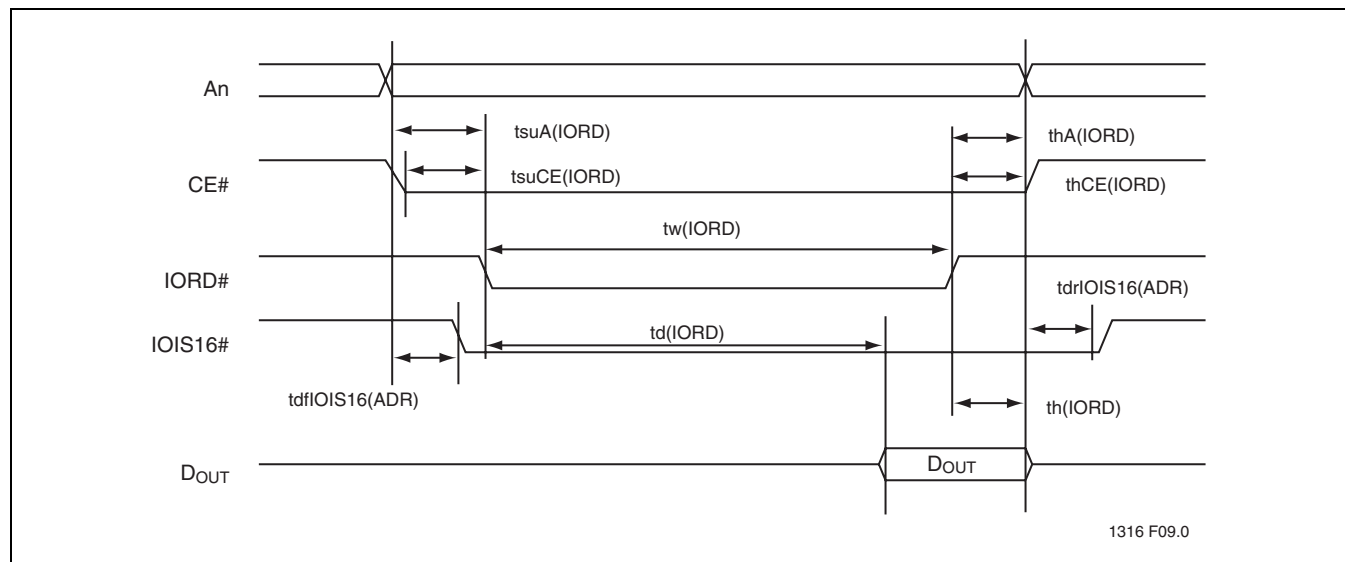 An
tsuA(IORD)
thA(IORD)
CE#
tsuCE(IORD)
thCE(IORD)
tw(IORD)
IORD#
tdrIOIS16(ADR)
IOIS16#
td(IORD)
tdfIOIS16(ADR)
th(IORD)
DOUT
DOUT
1316 F09.0